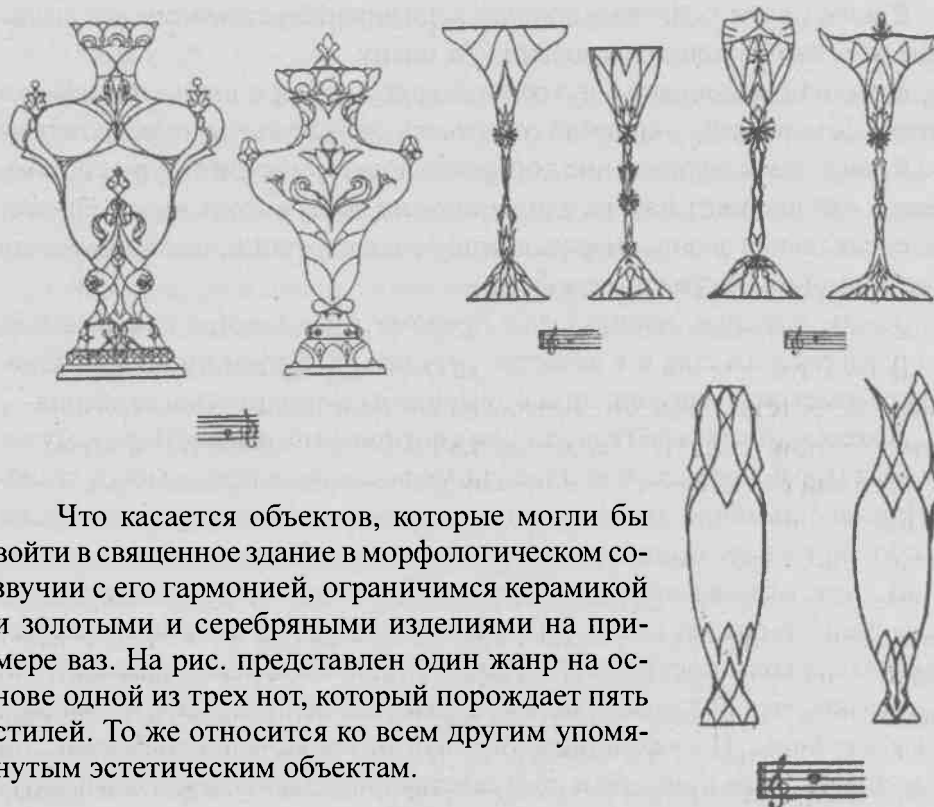 Что касается объектов, которые могли бы
войти в священное здание в морфологическом со-
звучии с его гармонией, ограничимся керамикой
и золотыми и серебряными изделиями на при-
мере ваз. На рис. представлен один жанр на ос-
нове одной из трех нот, который порождает пять
стилей. То же относится ко всем другим упомя-
нутым эстетическим объектам.